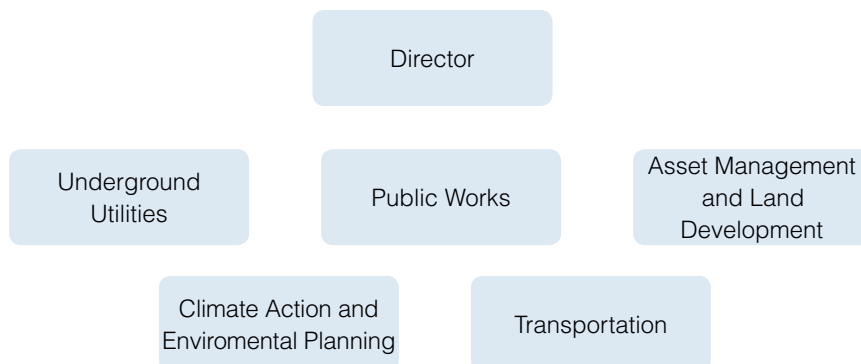 Director
Underground
Utilities
Public Works
Asset Management
and Land
Development
Climate Action and
Enviromental Planning
Transportation